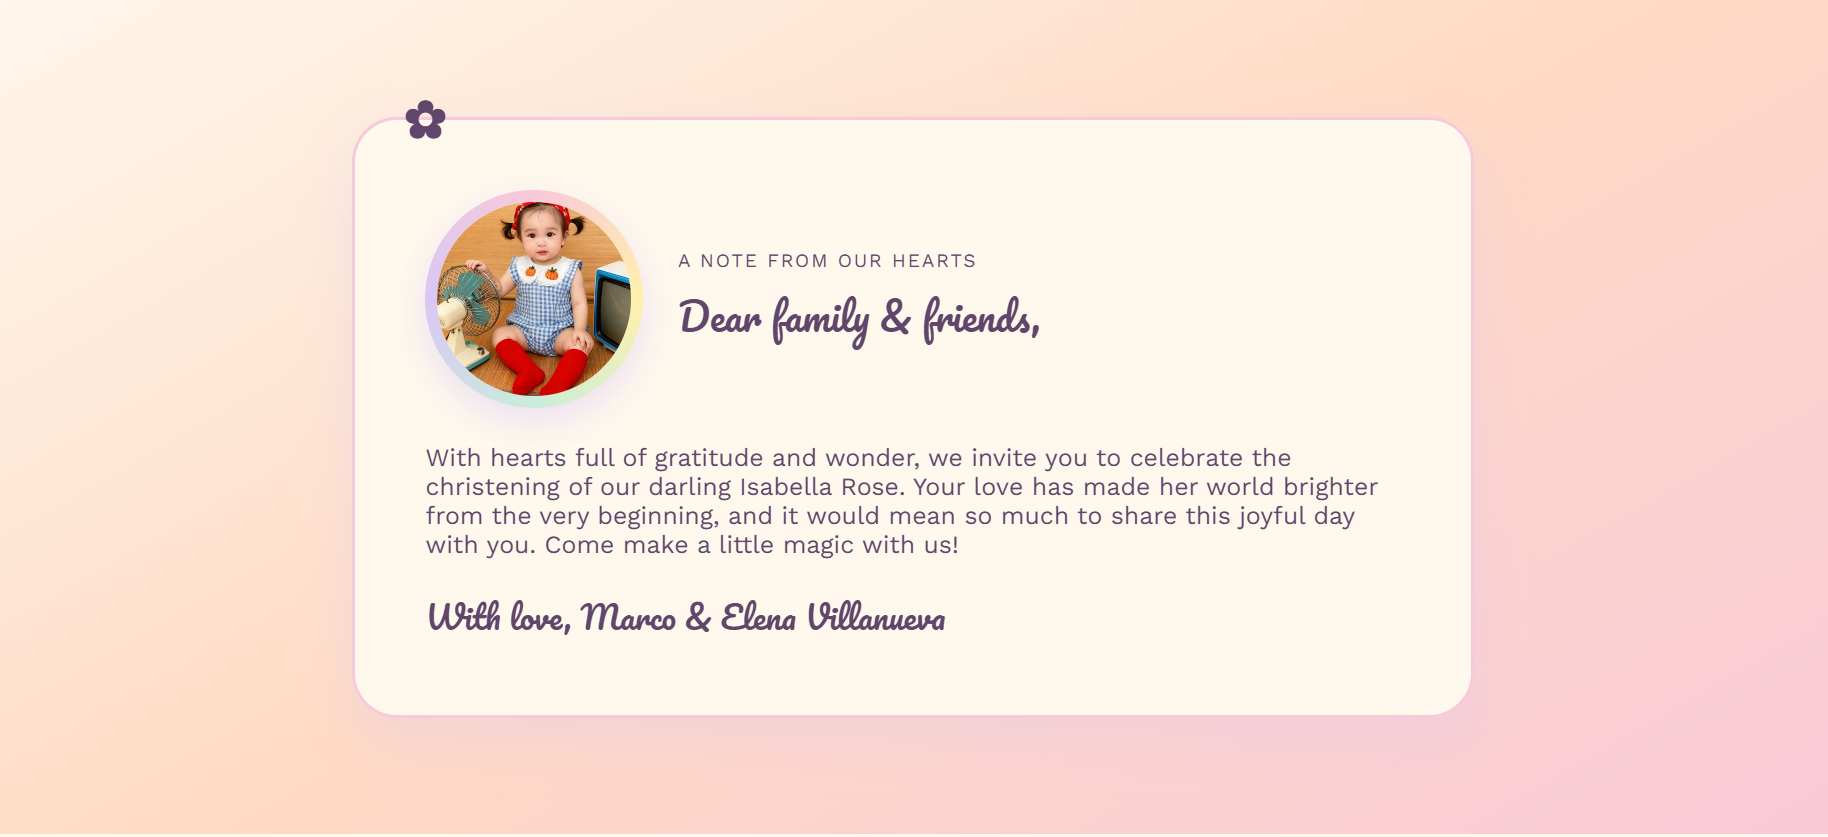 A NOTE FROM OUR HEARTS
Dear family & friends,
With hearts full of gratitude and wonder, we invite you to celebrate the
christening of our darling Isabella Rose. Your love has made her world brighter
from the very beginning, and it would mean so much to share this joyful day
with you. Come make a little magic with us!
With love, Marco & Elena Villanueva